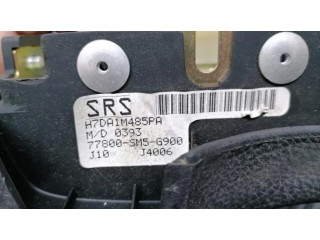 SRS
H7DA1M485PA
M/D 0393
77800-SM5-G900
J10 J4006